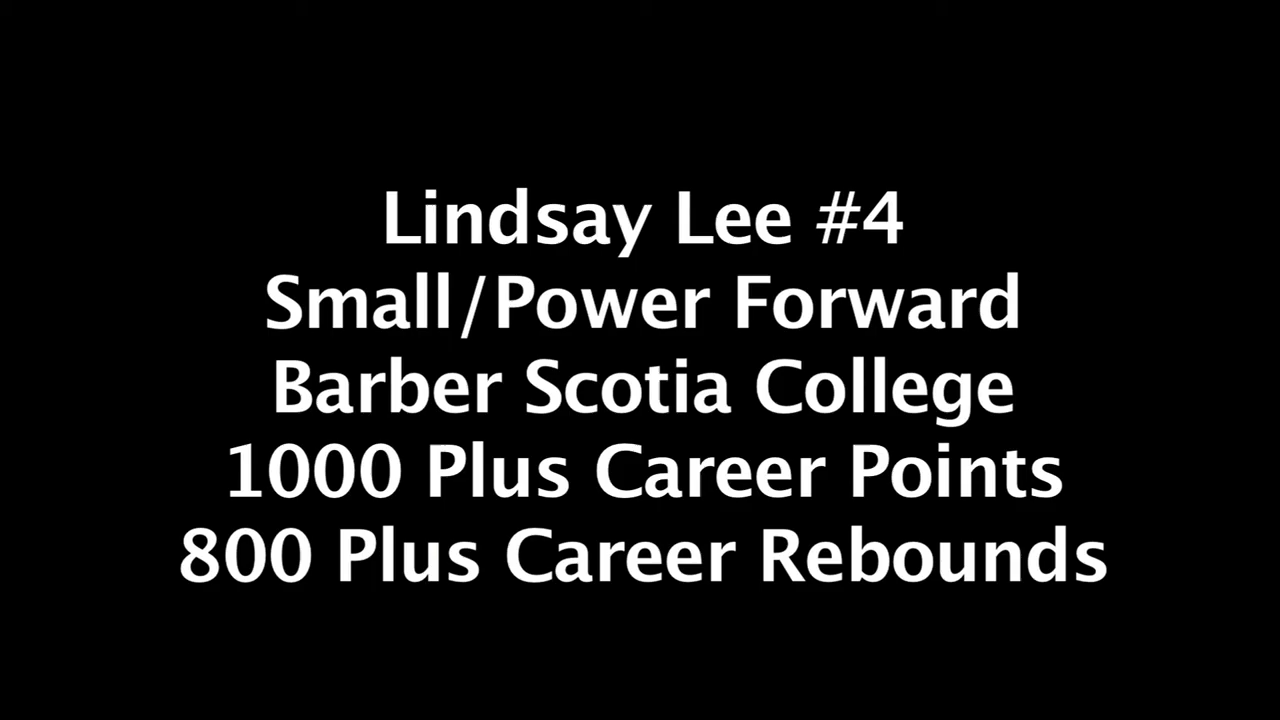 Lindsay Lee #4
Small/Power Forward
Barber Scotia College
1000 Plus Career Points
800 Plus Career Rebounds